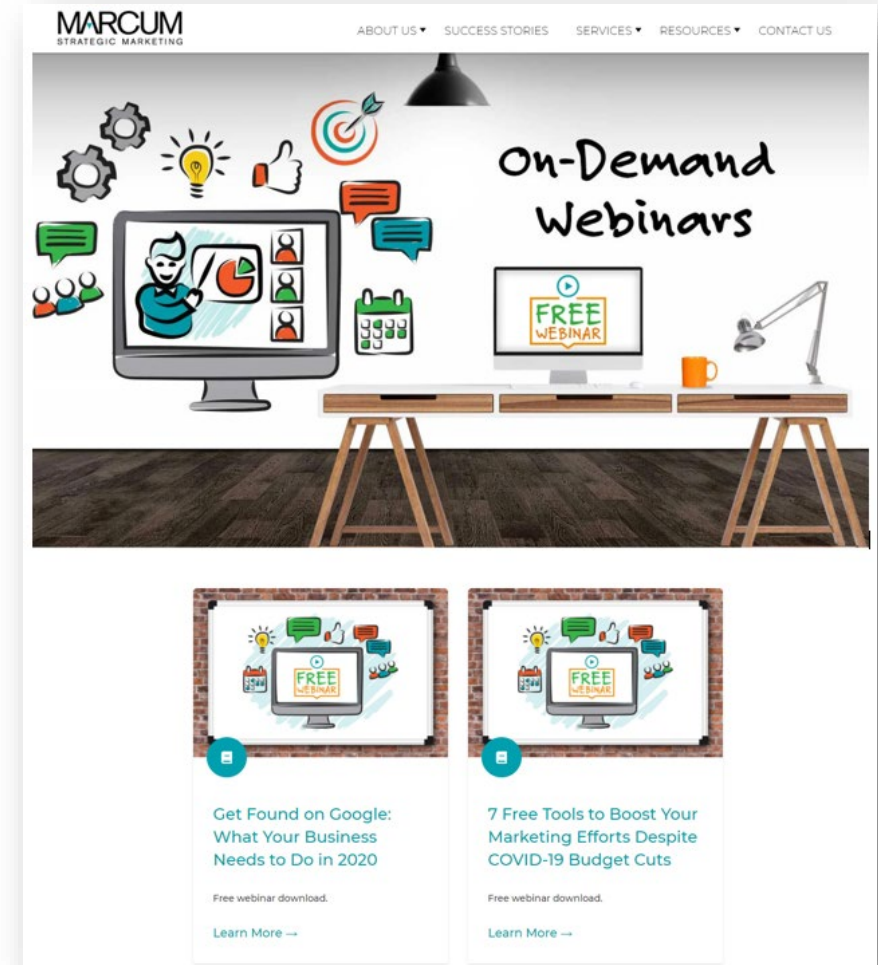 MARCUM
STRATEGIC MARKETING
ABOUT US SUCCESS STORIES SERVICES RESOURCES CONTACT US
On-Demand
Webinars
FREE
WEBINAR
FREE
WEBINAR
FREE
WEBINAR
Get Found on Google:
What Your Business
Needs to Do in 2020
Free webinar download.
Learn More →
7 Free Tools to Boost Your
Marketing Efforts Despite
COVID-19 Budget Cuts
Free webinar download.
Learn More →